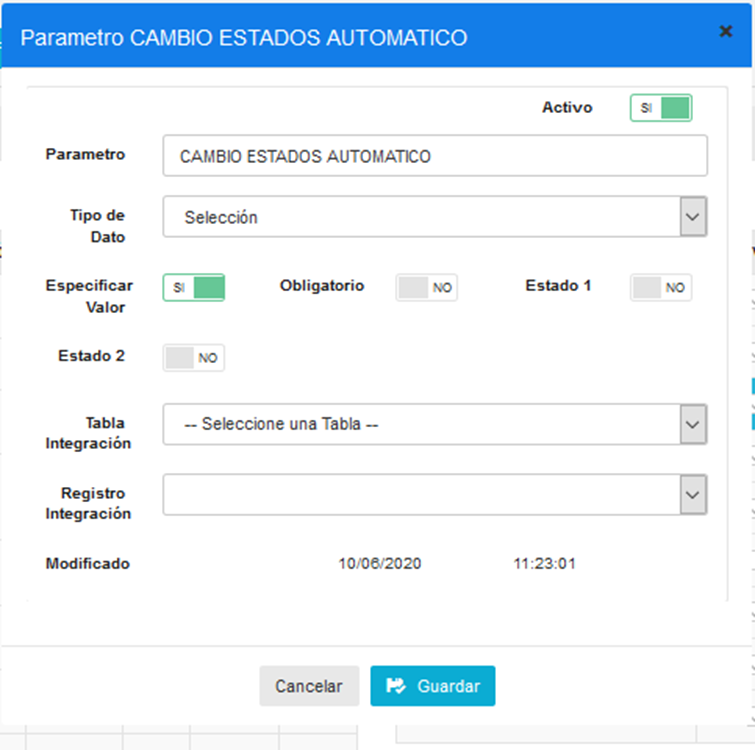 Parametro CAMBIO ESTADOS AUTOMATICO
×
Activo SI
Parametro CAMBIO ESTADOS AUTOMATICO
Tipo de
Dato
Selección
Especificar
Valor
SI
Obligatorio NO
Estado 1 NO
Estado 2 NO
Tabla
Integración
-- Seleccione una Tabla --
Registro
Integración
Modificado 10/06/2020 11:23:01
Cancelar Guardar